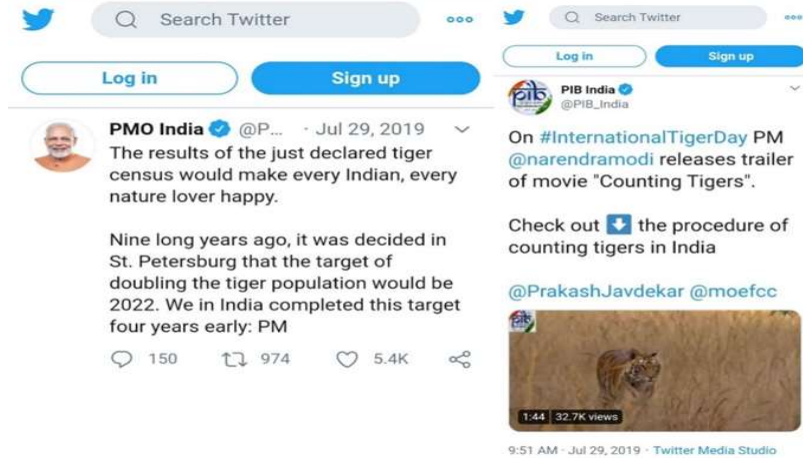 Search Twitter
Log in
Sign up
PMO India @P... · Jul 29, 2019
The results of the just declared tiger
census would make every Indian, every
nature lover happy.
Nine long years ago, it was decided in
St. Petersburg that the target of
doubling the tiger population would be
2022. We in India completed this target
four years early: PM
150 974 5.4K
Search Twitter
Log in
Sign up
pib
PIB India
@PIB_India
On #InternationalTigerDay PM
@narendramodi releases trailer
of movie "Counting Tigers".
Check out ⬇ the procedure of
counting tigers in India
@PrakashJavdekar @moefcc
1:44 32.7K views
9:51 AM · Jul 29, 2019 · Twitter Media Studio